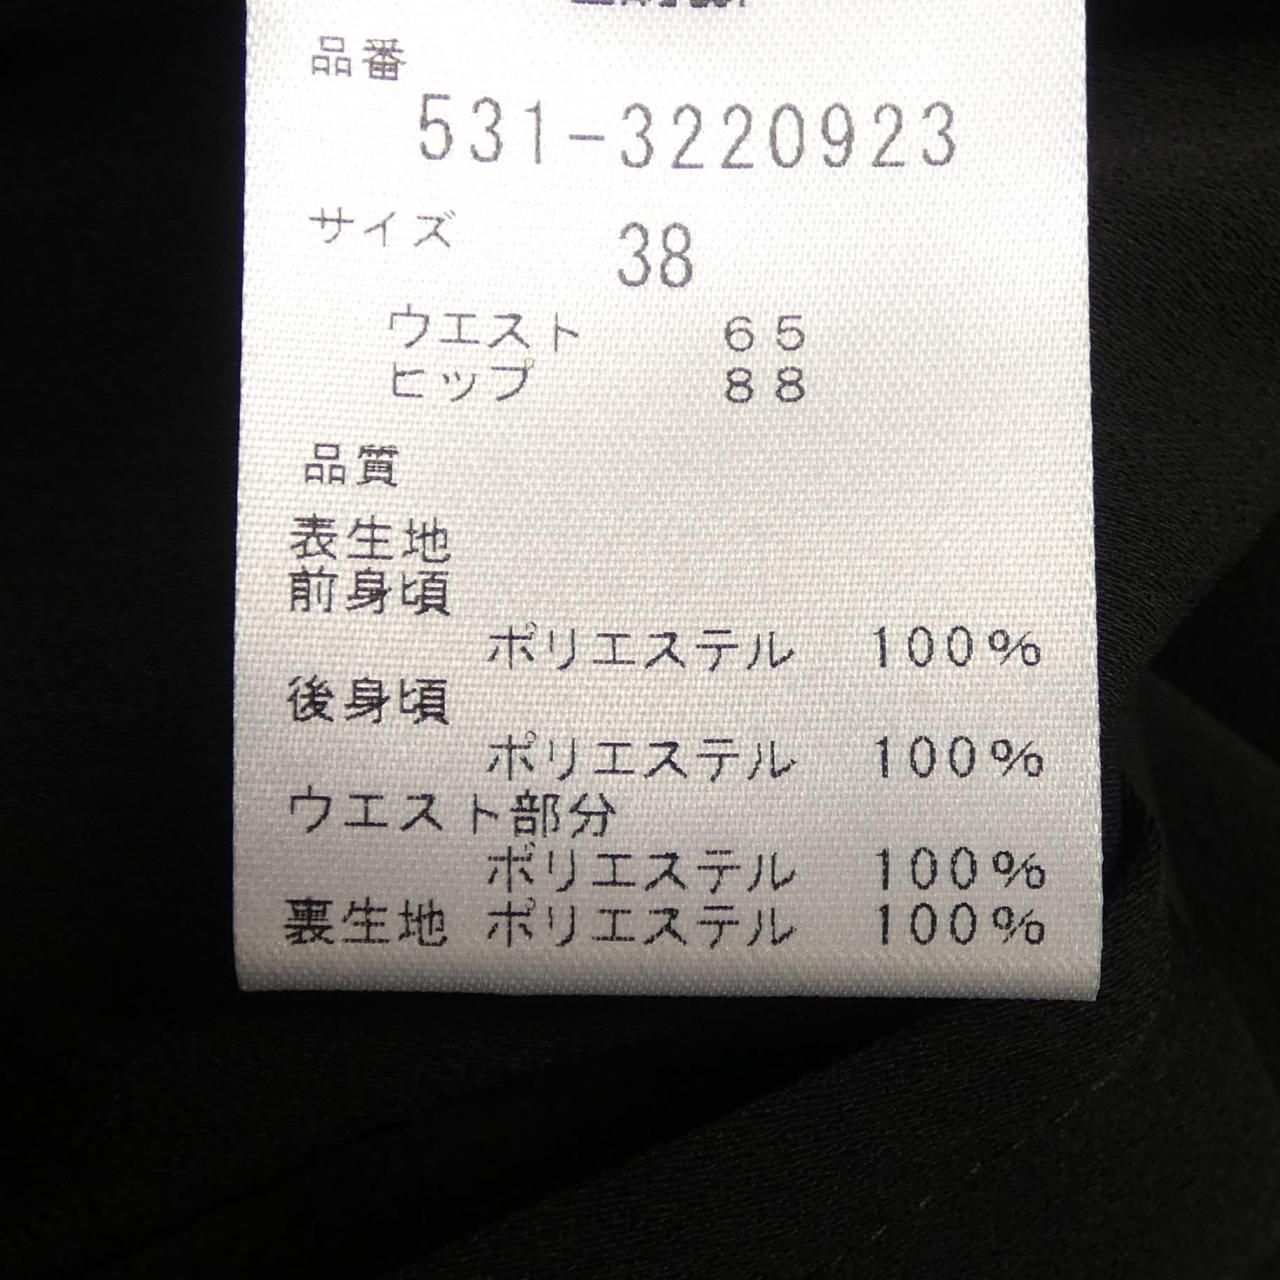 品番
531-3220923
サイズ 38
ウエスト 65
ヒップ 88
品質
表生地
前身頃
ポリエステル 100%
後身頃
ポリエステル 100%
ウエスト部分
ポリエステル 100%
裏生地 ポリエステル 100%